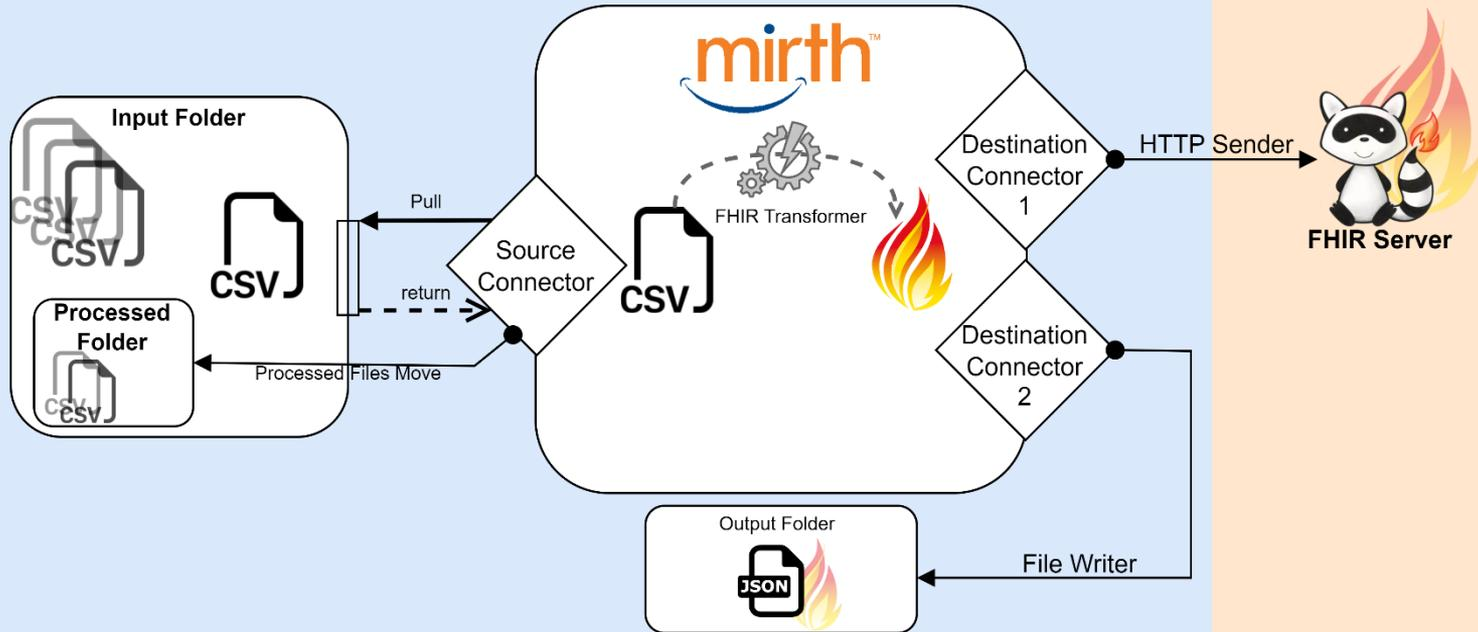 mirth™
Input Folder
CSV
CSV
CSV
CSV
Processed
Folder
CSV
CSV
Pull
return
Processed Files Move
Source
Connector
CSV
FHIR Transformer
Destination
Connector
1
Destination
Connector
2
HTTP Sender
FHIR Server
File Writer
Output Folder
JSON